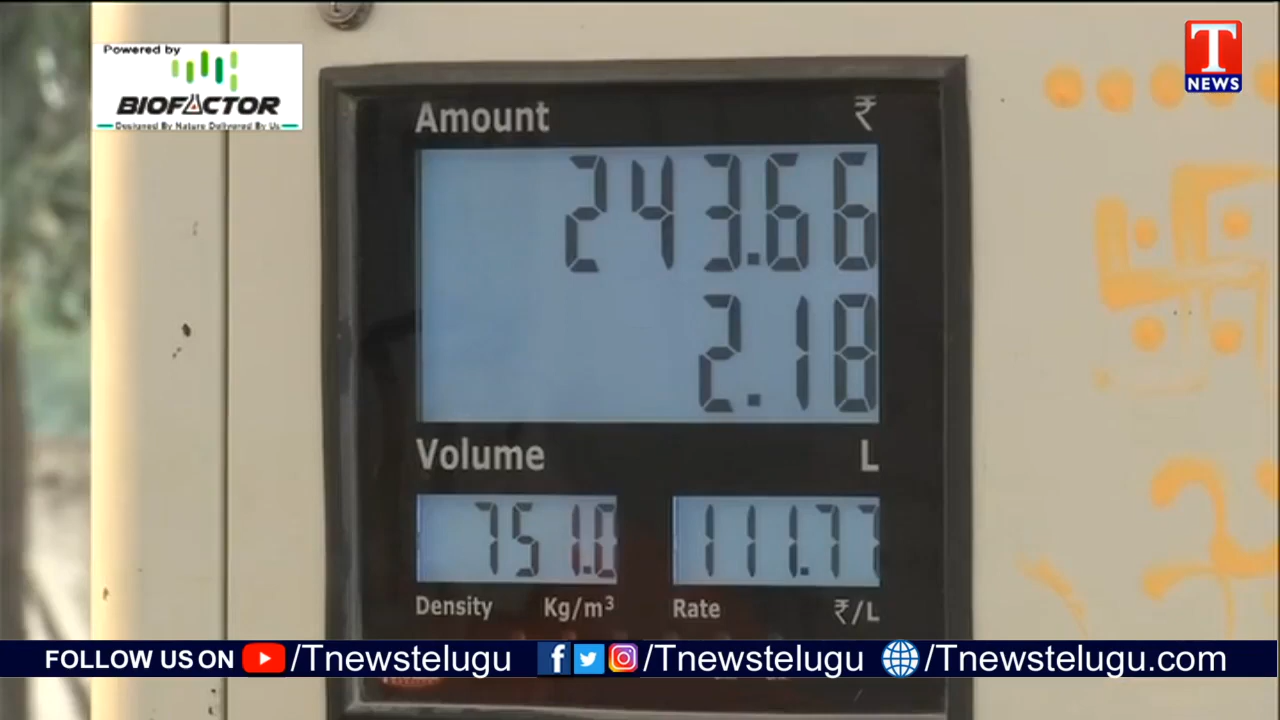 Powered by
BIOFACTOR
Designed By Nature Delivered By Us
T
NEWS
Amount ₹
243.66
2.18
Volume L
751.0
111.77
Density Kg/m³
Rate ₹/L
FOLLOW US ON /Tnewstelugu /Tnewstelugu /Tnewstelugu.com